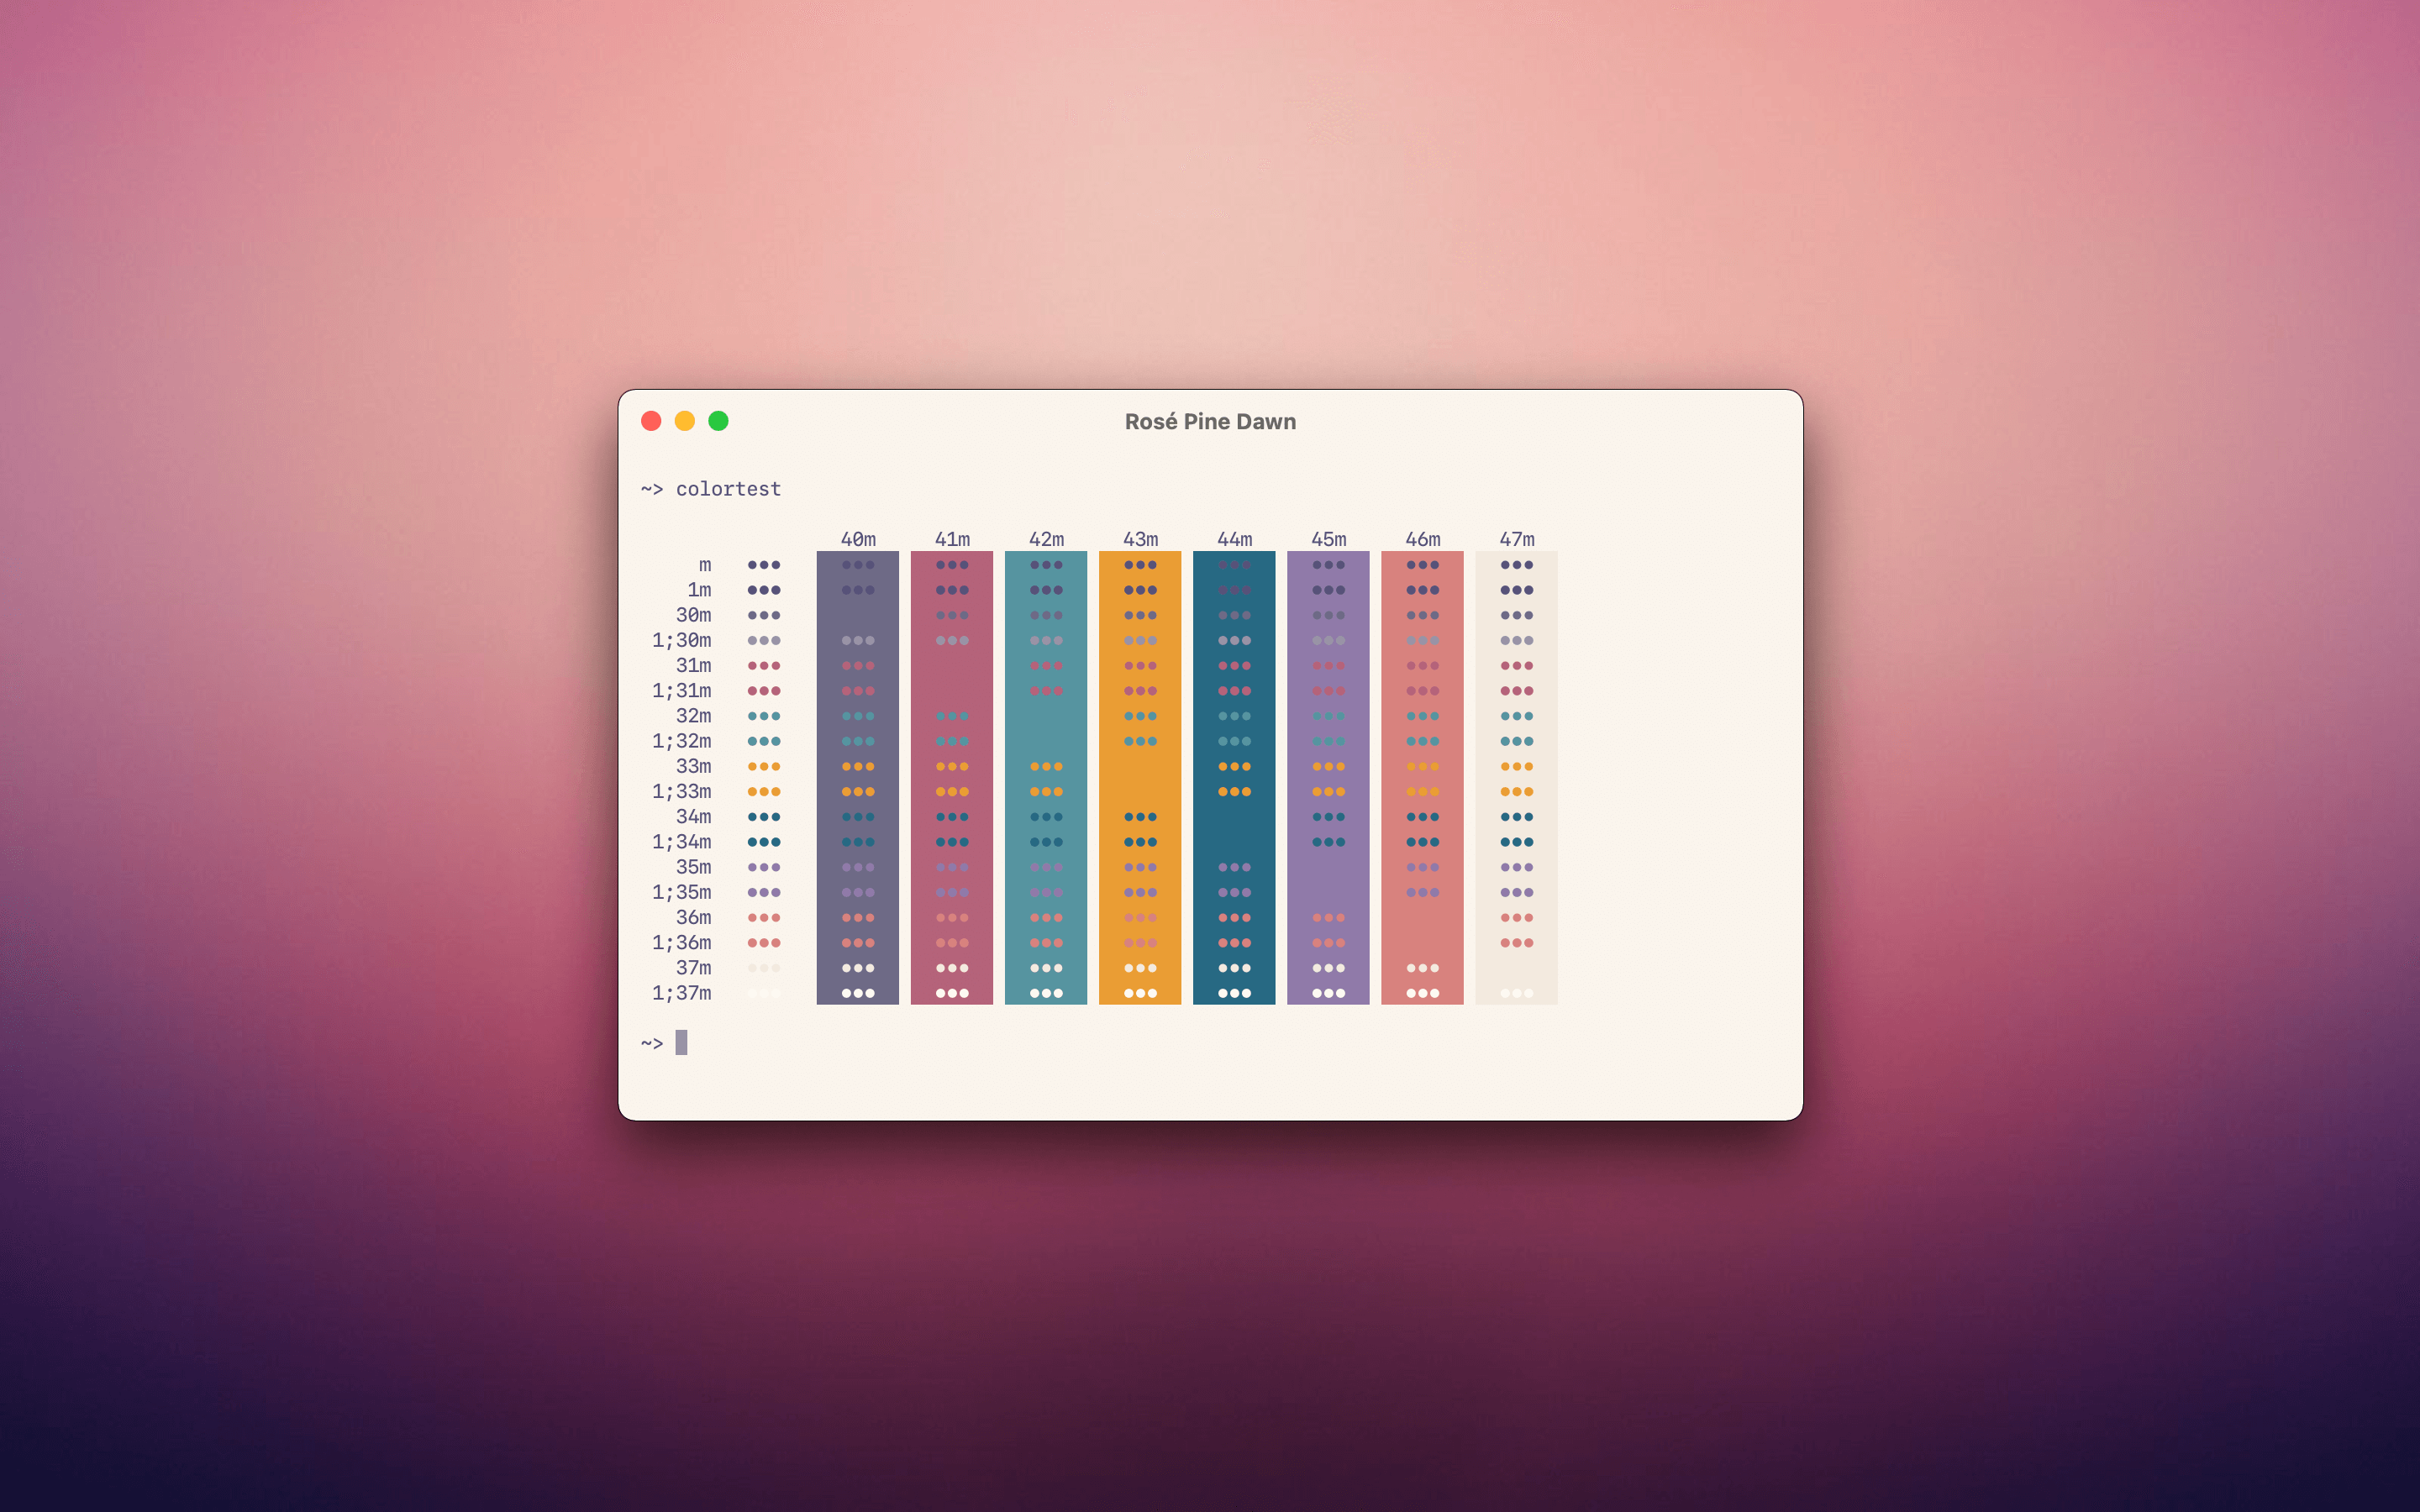 Rosé Pine Dawn
~> colortest
40m 41m 42m 43m 44m 45m 46m 47m
m ●●● ●●● ●●● ●●● ●●● ●●● ●●● ●●● ●●●
1m ●●● ●●● ●●● ●●● ●●● ●●● ●●● ●●● ●●●
30m ●●● ●●● ●●● ●●● ●●● ●●● ●●● ●●●
1;30m ●●● ●●● ●●● ●●● ●●● ●●● ●●● ●●● ●●●
31m ●●● ●●● ●●● ●●● ●●● ●●● ●●● ●●●
1;31m ●●● ●●● ●●● ●●● ●●● ●●● ●●● ●●●
32m ●●● ●●● ●●● ●●● ●●● ●●● ●●● ●●●
1;32m ●●● ●●● ●●● ●●● ●●● ●●● ●●● ●●●
33m ●●● ●●● ●●● ●●● ●●● ●●● ●●● ●●●
1;33m ●●● ●●● ●●● ●●● ●●● ●●● ●●● ●●●
34m ●●● ●●● ●●● ●●● ●●● ●●● ●●● ●●●
1;34m ●●● ●●● ●●● ●●● ●●● ●●● ●●● ●●●
35m ●●● ●●● ●●● ●●● ●●● ●●● ●●● ●●●
1;35m ●●● ●●● ●●● ●●● ●●● ●●● ●●● ●●●
36m ●●● ●●● ●●● ●●● ●●● ●●● ●●● ●●●
1;36m ●●● ●●● ●●● ●●● ●●● ●●● ●●● ●●●
37m ●●● ●●● ●●● ●●● ●●● ●●● ●●● ●●●
1;37m ●●● ●●● ●●● ●●● ●●● ●●● ●●● ●●● ●●●
~>